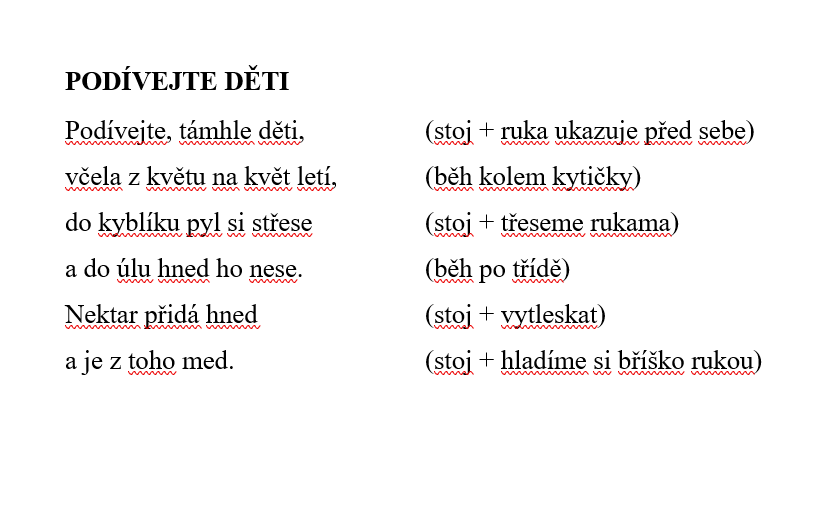 PODÍVEJTE DĚTI
Podívejte, támhle děti, (stoj + ruka ukazuje před sebe)
včela z květu na květ letí, (běh kolem kytičky)
do kyblíku pyl si střese (stoj + třeseme rukama)
a do úlu hned ho nese. (běh po třídě)
Nektar přidá hned (stoj + vytleskat)
a je z toho med. (stoj + hladíme si bříško rukou)